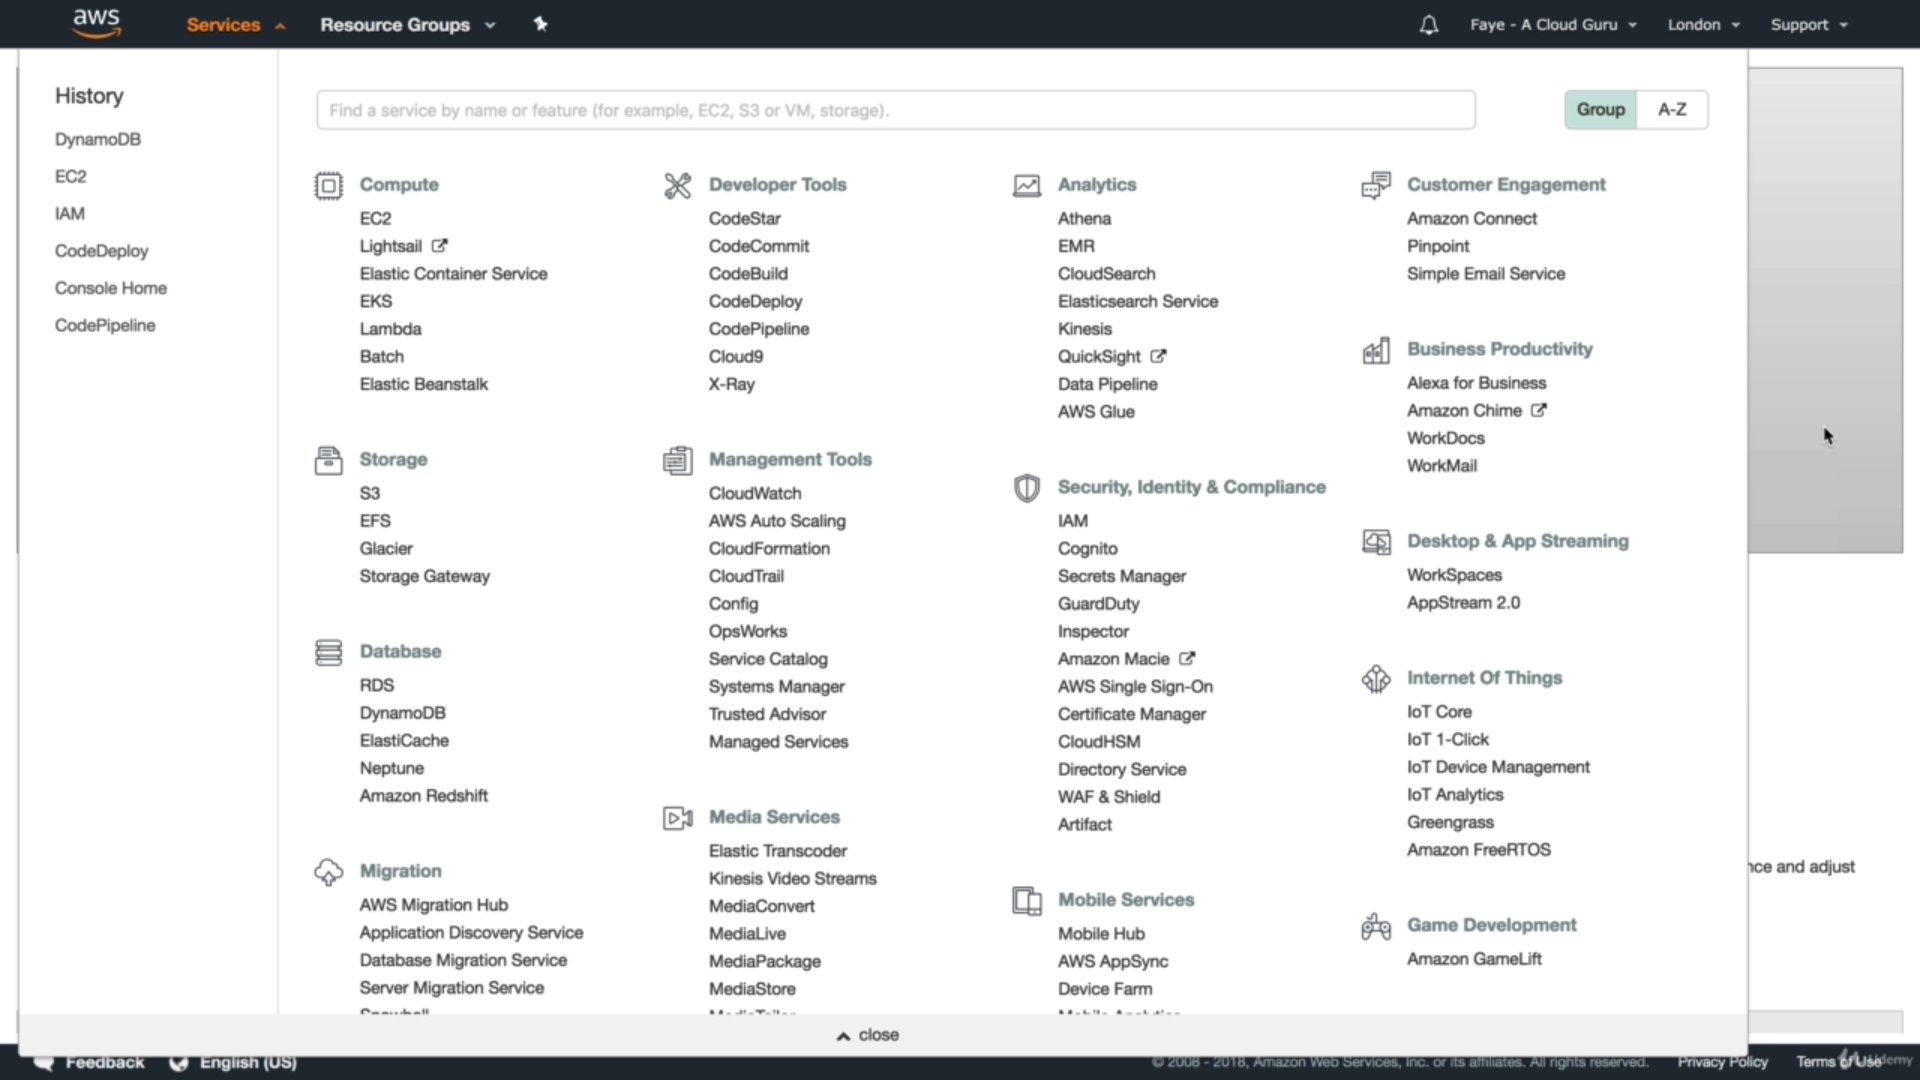 aws
Services
Resource Groups
Faye - A Cloud Guru
London
Support
History
DynamoDB
EC2
IAM
CodeDeploy
Console Home
CodePipeline
Find a service by name or feature (for example, EC2, S3 or VM, storage).
Group
A-Z
Compute
EC2
Lightsail
Elastic Container Service
EKS
Lambda
Batch
Elastic Beanstalk
Storage
S3
EFS
Glacier
Storage Gateway
Database
RDS
DynamoDB
ElastiCache
Neptune
Amazon Redshift
Migration
AWS Migration Hub
Application Discovery Service
Database Migration Service
Server Migration Service
Snowball
Developer Tools
CodeStar
CodeCommit
CodeBuild
CodeDeploy
CodePipeline
Cloud9
X-Ray
Management Tools
CloudWatch
AWS Auto Scaling
CloudFormation
CloudTrail
Config
OpsWorks
Service Catalog
Systems Manager
Trusted Advisor
Managed Services
Media Services
Elastic Transcoder
Kinesis Video Streams
MediaConvert
MediaLive
MediaPackage
MediaStore
MediaTailor
Analytics
Athena
EMR
CloudSearch
Elasticsearch Service
Kinesis
QuickSight
Data Pipeline
AWS Glue
Security, Identity & Compliance
IAM
Cognito
Secrets Manager
GuardDuty
Inspector
Amazon Macie
AWS Single Sign-On
Certificate Manager
CloudHSM
Directory Service
WAF & Shield
Artifact
Mobile Services
Mobile Hub
AWS AppSync
Device Farm
Mobile Analytics
Customer Engagement
Amazon Connect
Pinpoint
Simple Email Service
Business Productivity
Alexa for Business
Amazon Chime
WorkDocs
WorkMail
Desktop & App Streaming
WorkSpaces
AppStream 2.0
Internet Of Things
IoT Core
IoT 1-Click
IoT Device Management
IoT Analytics
Greengrass
Amazon FreeRTOS
Game Development
Amazon GameLift
nce and adjust
close
Feedback
English (US)
© 2008 - 2018, Amazon Web Services, Inc. or its affiliates. All rights reserved.
Privacy Policy
Terms of Use
Udemy